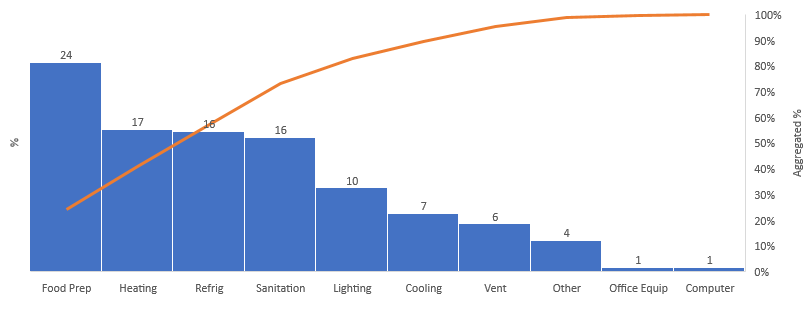 100%
24
90%
80%
70%
17
16
16
60%
%
50%
Aggregated %
40%
10
30%
7
6
20%
4
10%
1
1
0%
Food Prep
Heating
Refrig
Sanitation
Lighting
Cooling
Vent
Other
Office Equip
Computer